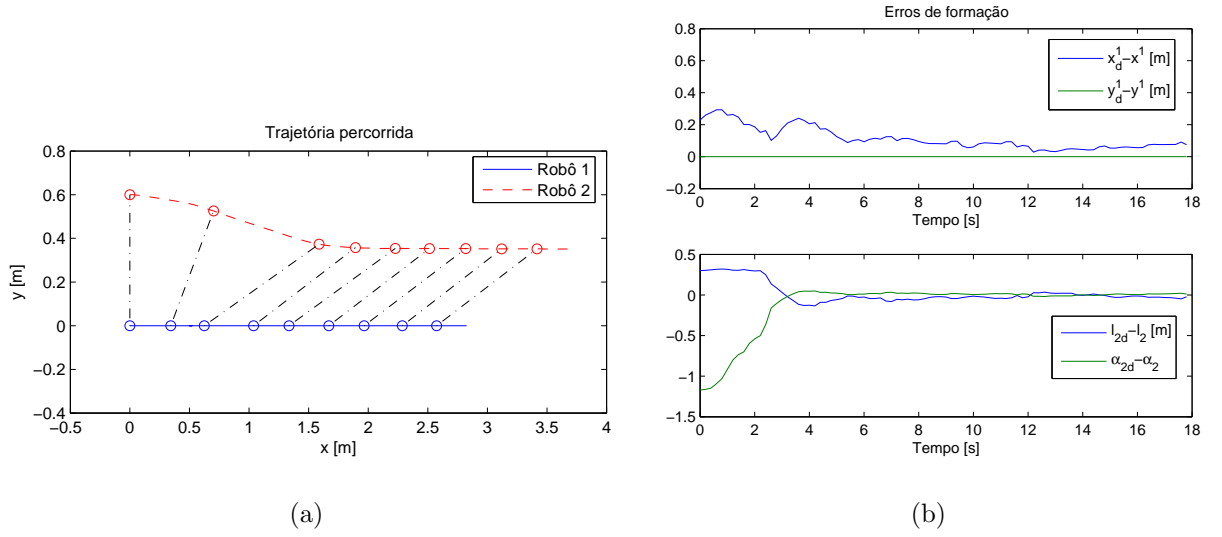 Trajetória percorrida
0.8
0.6
0.4
0.2
0
−0.2
−0.4
y [m]
Robô 1
Robô 2
−0.5 0 0.5 1 1.5 2 2.5 3 3.5 4
x [m]
(a)
Erros de formação
0.8
0.6
0.4
0.2
0
−0.2
x_d^1−x^1 [m]
y_d^1−y^1 [m]
0 2 4 6 8 10 12 14 16 18
Tempo [s]
0.5
0
−0.5
−1
−1.5
l_{2d}−l_2 [m]
α_{2d}−α_2
0 2 4 6 8 10 12 14 16 18
Tempo [s]
(b)